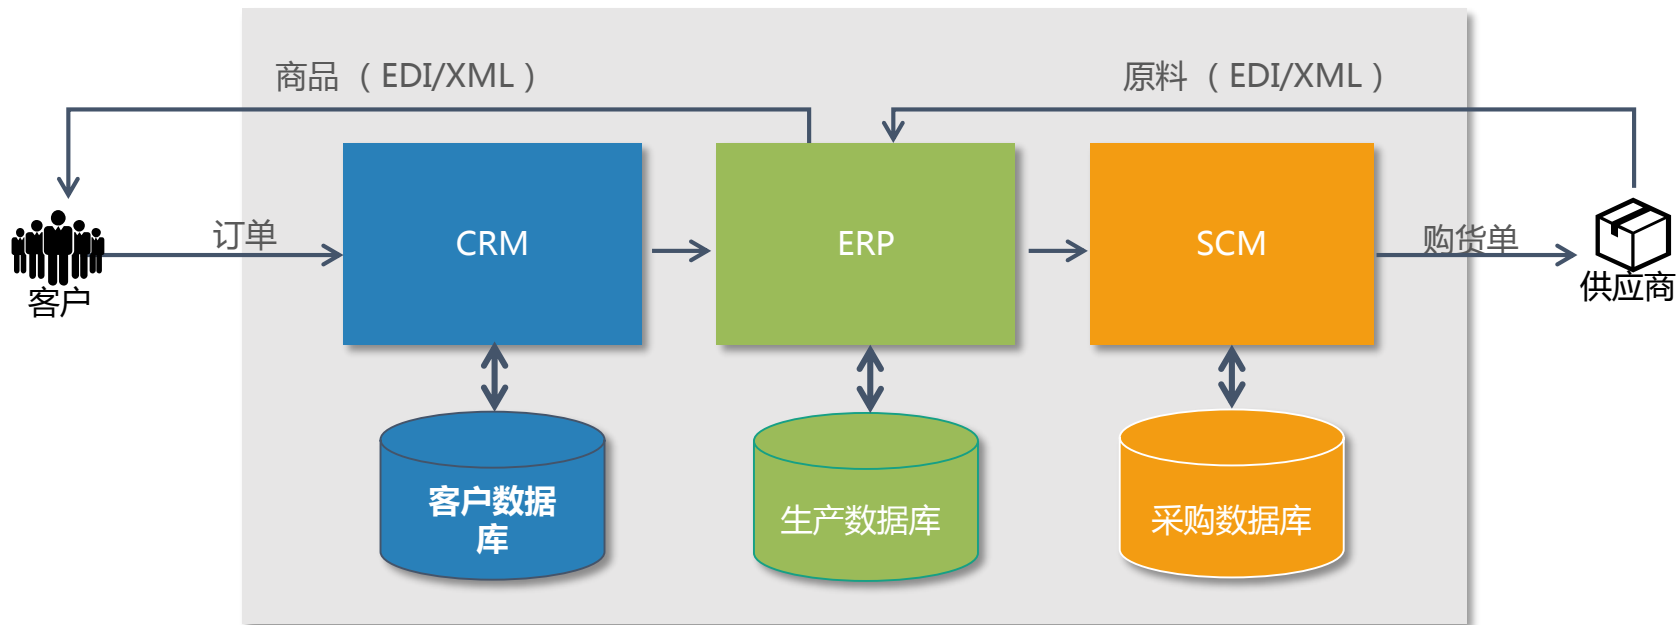 商品（EDI/XML）
原料（EDI/XML）
订单
CRM
ERP
SCM
购货单
客户
供应商
客户数据
库
生产数据库
采购数据库